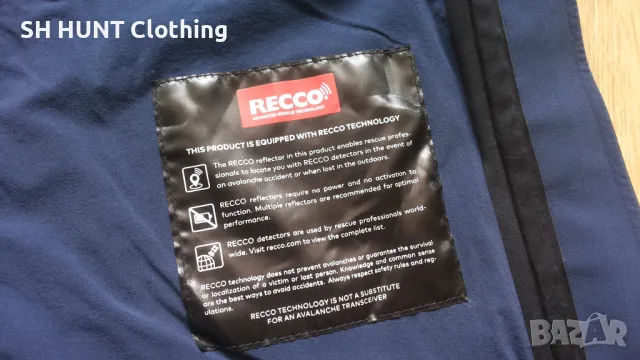 SH HUNT Clothing
RECCO
ADVANCED RESCUE TECHNOLOGY
THIS PRODUCT IS EQUIPPED WITH RECCO TECHNOLOGY
The RECCO reflector in this product enables rescue profes-
sionals to locate you with RECCO detectors in the event of
an avalanche accident or when lost in the outdoors.
RECCO reflectors require no power and no activation to
function. Multiple reflectors are recommended for optimal
performance.
RECCO detectors are used by rescue professionals world-
wide. Visit recco.com to view the complete list.
RECCO technology does not prevent avalanches or guarantee the survival
or localization of a victim or lost person. Knowledge and common sense
are the best ways to avoid accidents. Always respect safety rules and reg-
ulations.
RECCO TECHNOLOGY IS NOT A SUBSTITUTE
FOR AN AVALANCHE TRANSCEIVER
BAZAR
bg